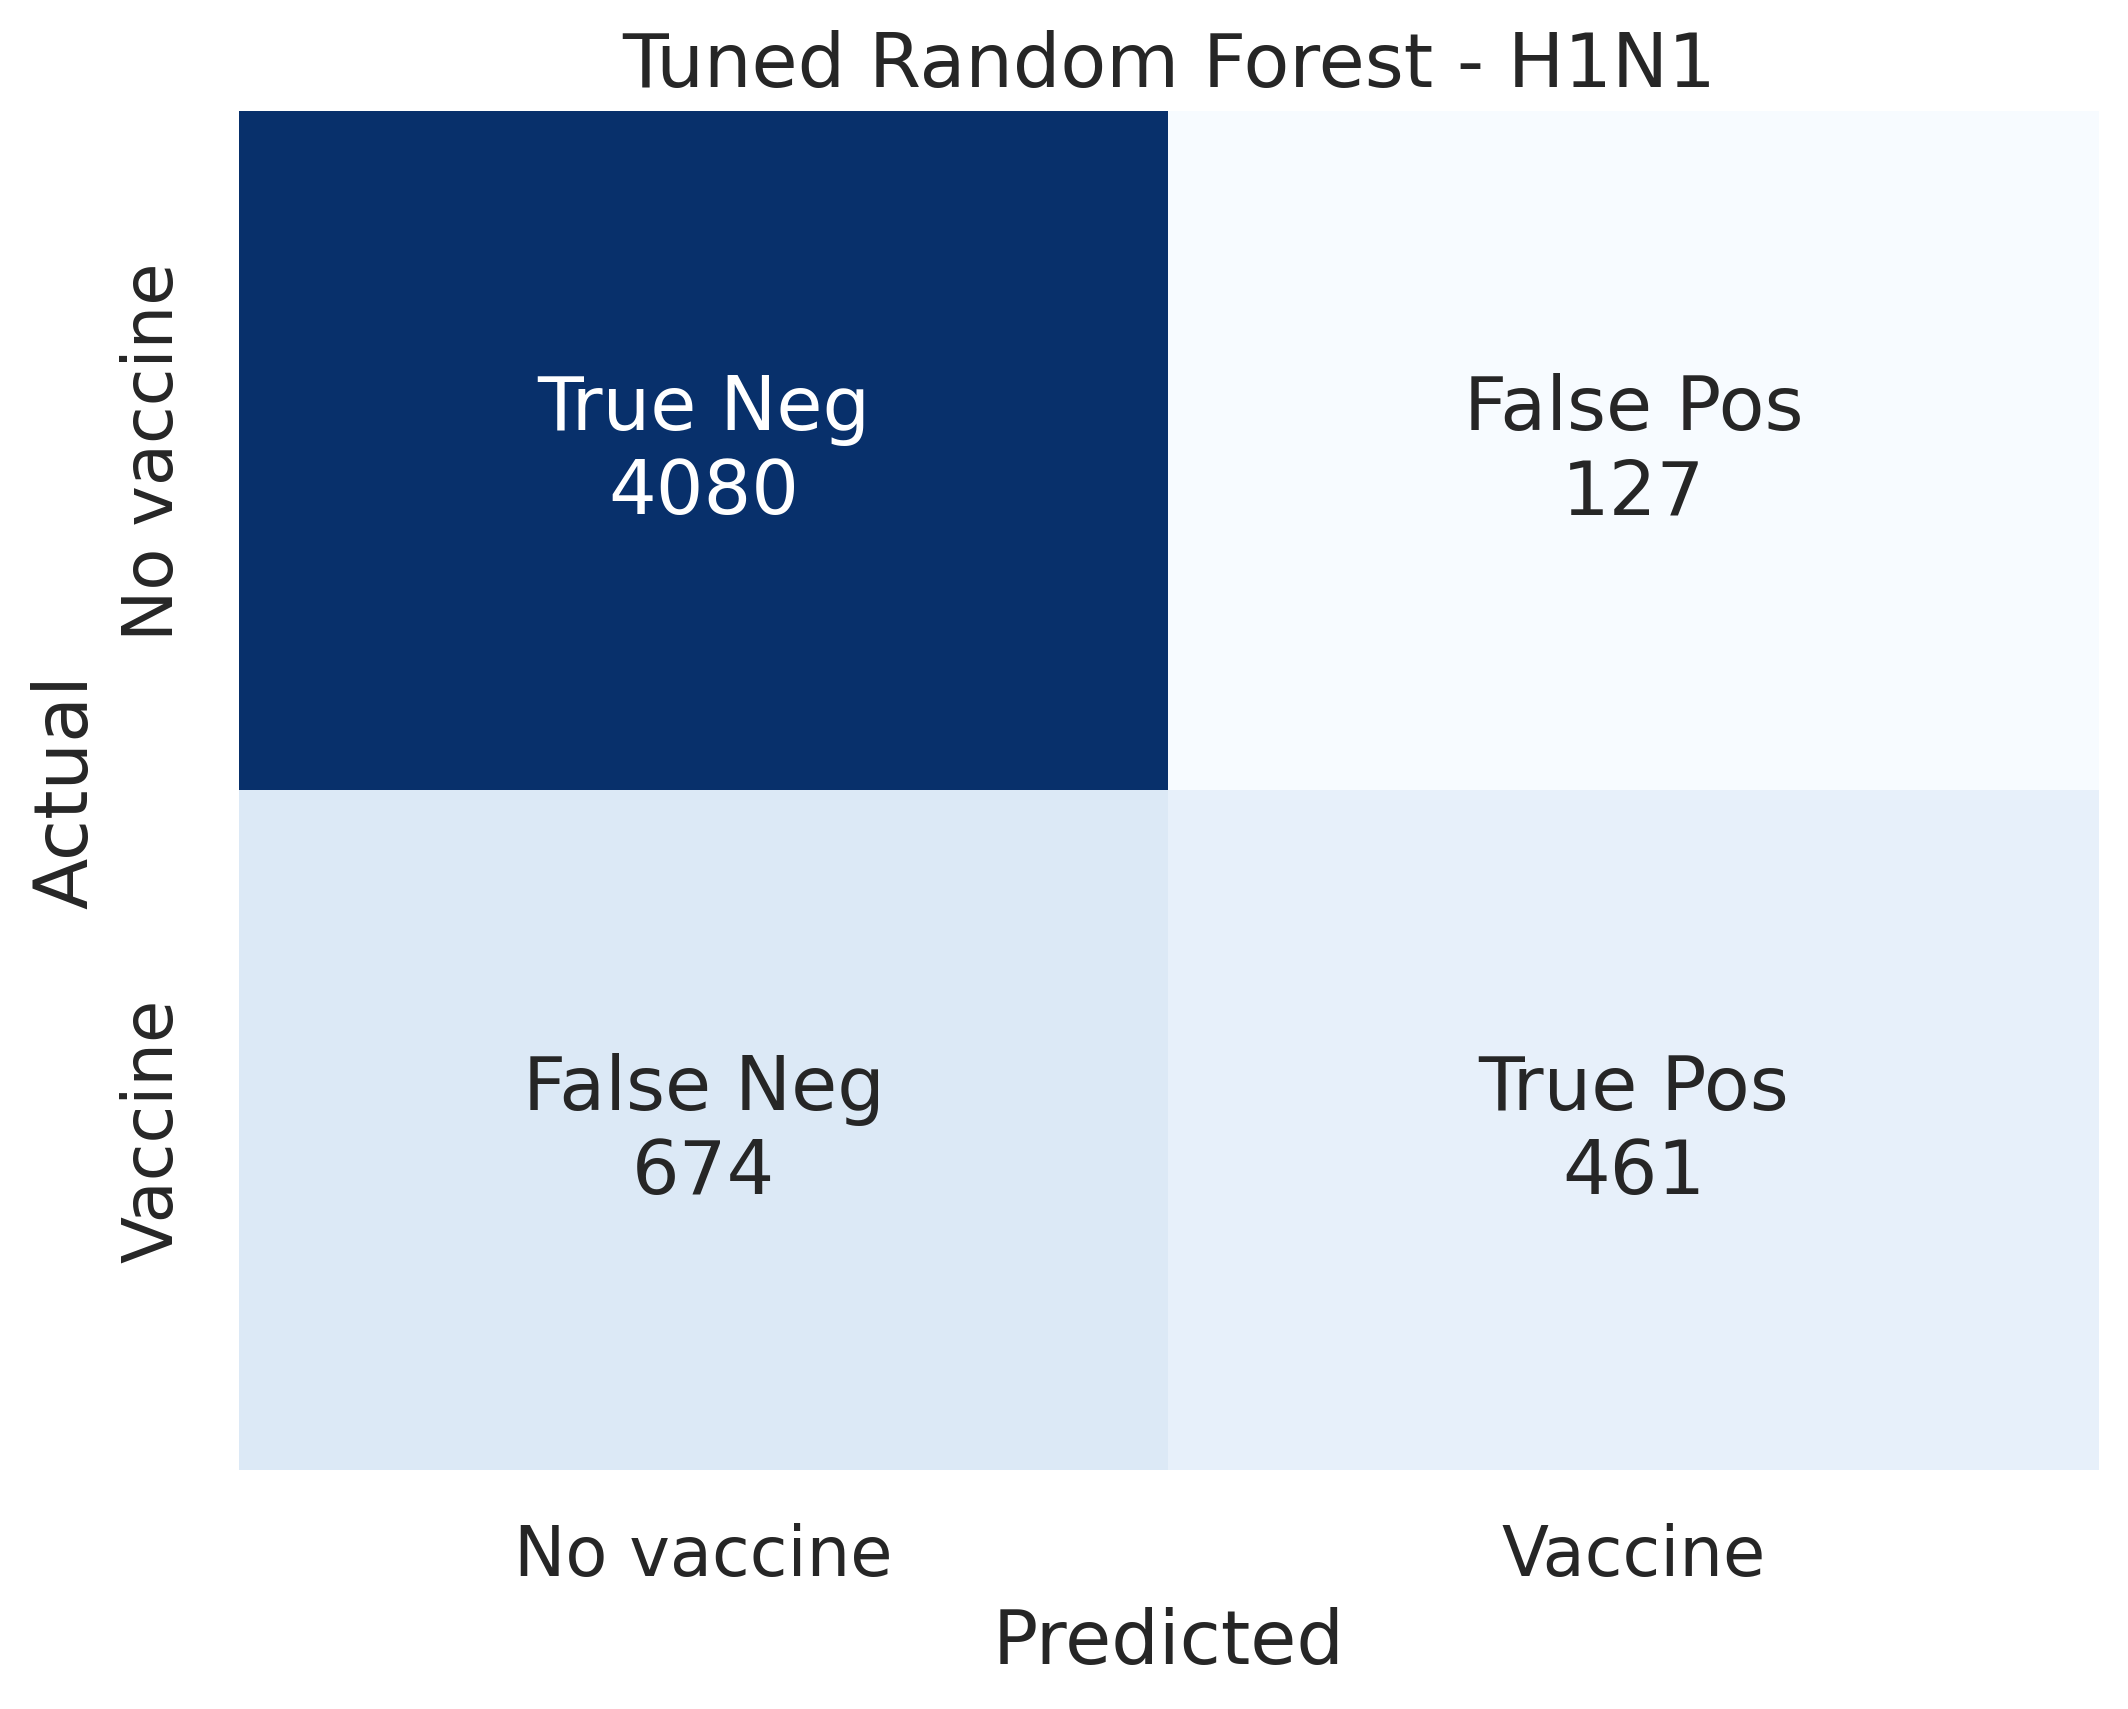 Tuned Random Forest - H1N1
Actual
No vaccine
True Neg
4080
False Pos
127
Vaccine
False Neg
674
True Pos
461
No vaccine
Vaccine
Predicted